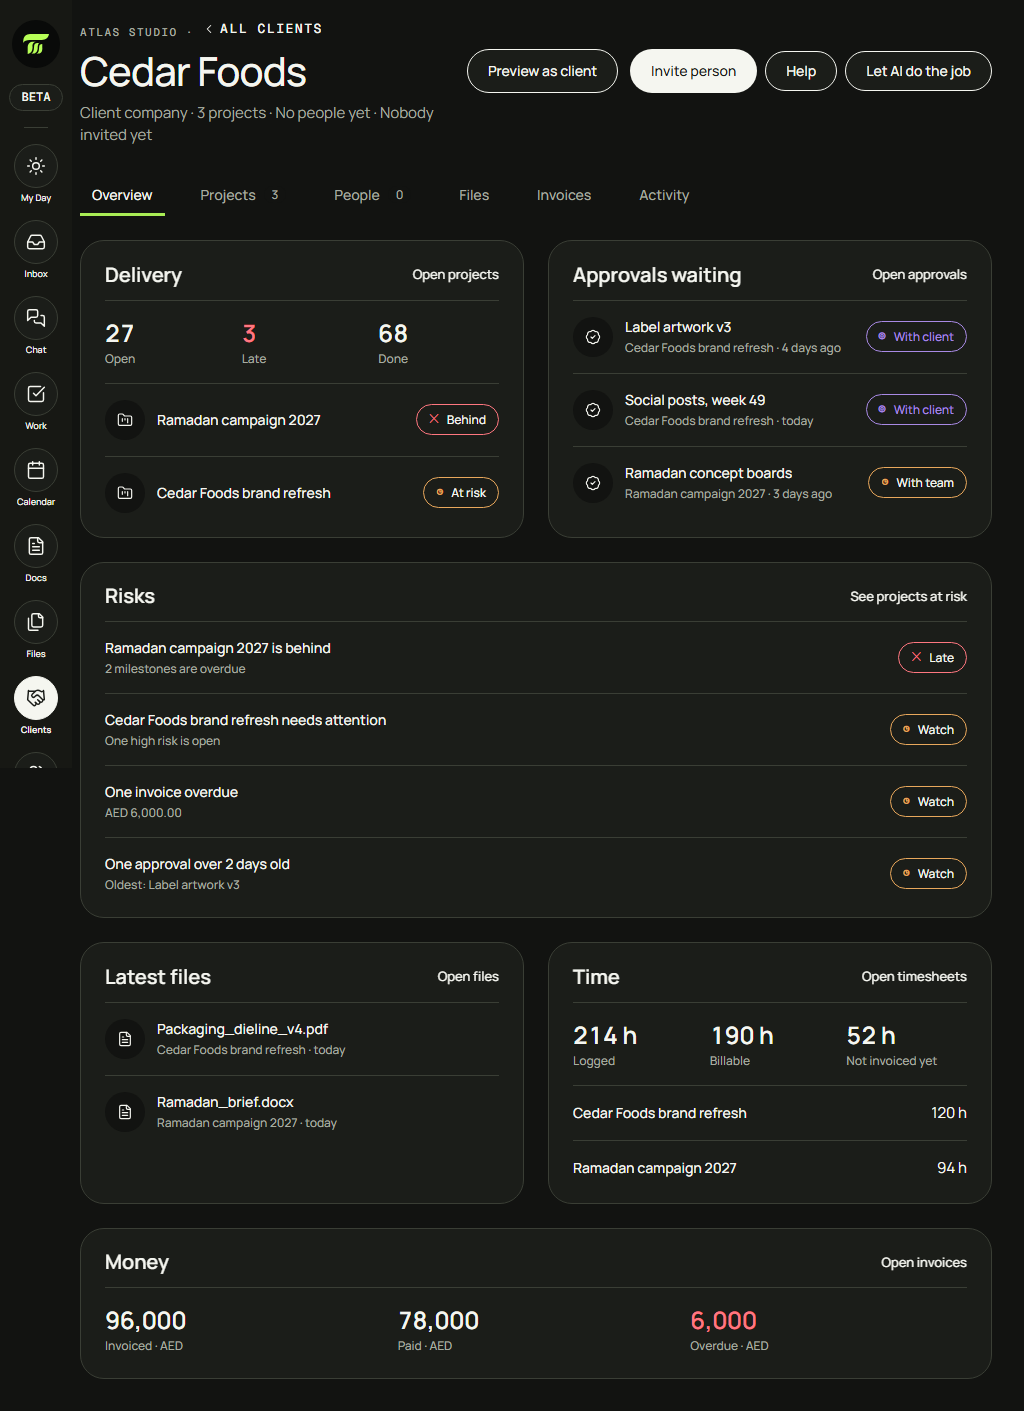 ATLAS STUDIO · ALL CLIENTS
Cedar Foods
Preview as client
Invite person
Help
Let AI do the job
Client company · 3 projects · No people yet · Nobody
invited yet
BETA
My Day
Inbox
Chat
Work
Calendar
Docs
Files
Clients
Overview
Projects 3
People 0
Files
Invoices
Activity
Delivery
Open projects
27
Open
3
Late
68
Done
Ramadan campaign 2027
Behind
Cedar Foods brand refresh
At risk
Approvals waiting
Open approvals
Label artwork v3
Cedar Foods brand refresh · 4 days ago
With client
Social posts, week 49
Cedar Foods brand refresh · today
With client
Ramadan concept boards
Ramadan campaign 2027 · 3 days ago
With team
Risks
See projects at risk
Ramadan campaign 2027 is behind
2 milestones are overdue
Late
Cedar Foods brand refresh needs attention
One high risk is open
Watch
One invoice overdue
AED 6,000.00
Watch
One approval over 2 days old
Oldest: Label artwork v3
Watch
Latest files
Open files
Packaging_dieline_v4.pdf
Cedar Foods brand refresh · today
Ramadan_brief.docx
Ramadan campaign 2027 · today
Time
Open timesheets
214 h
Logged
190 h
Billable
52 h
Not invoiced yet
Cedar Foods brand refresh
120 h
Ramadan campaign 2027
94 h
Money
Open invoices
96,000
Invoiced · AED
78,000
Paid · AED
6,000
Overdue · AED